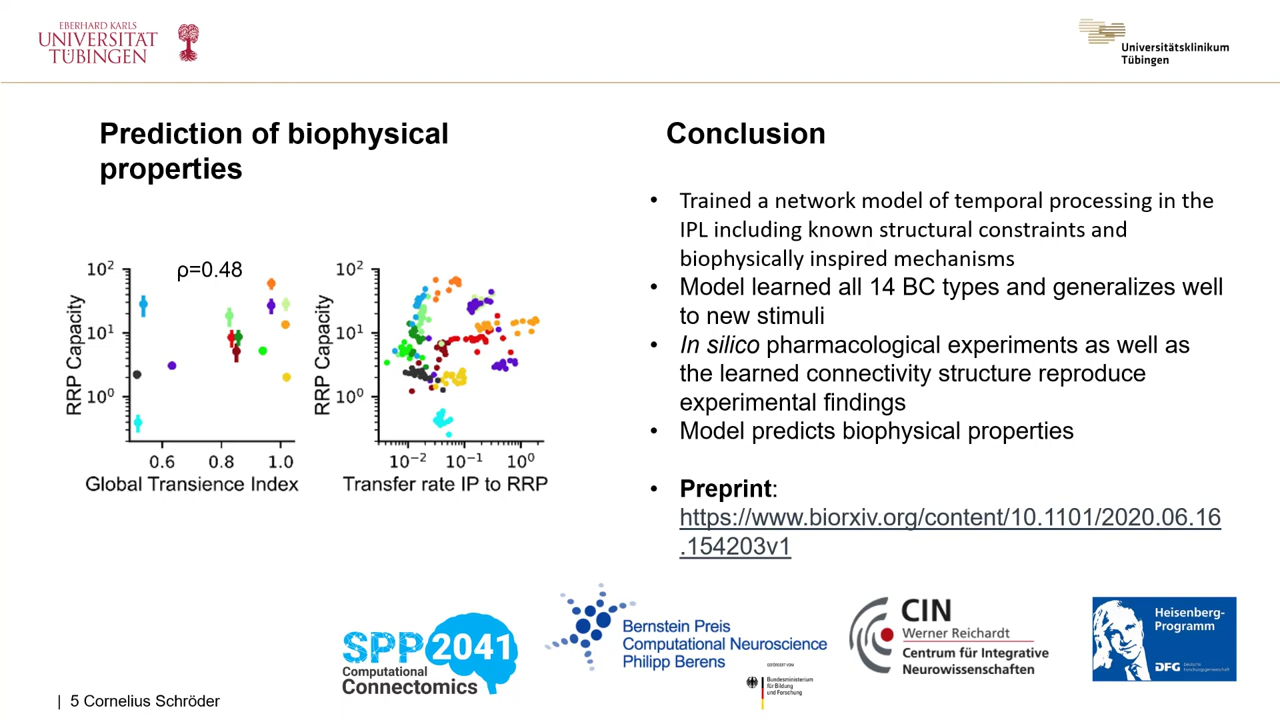 EBERHARD KARLS
UNIVERSITÄT
TÜBINGEN
Universitätsklinikum
Tübingen
Prediction of biophysical
properties
ρ=0.48
10²
10¹
10⁰
RRP Capacity
0.6 0.8 1.0
Global Transience Index
10²
10¹
10⁰
RRP Capacity
10⁻² 10⁻¹ 10⁰
Transfer rate IP to RRP
Conclusion
• Trained a network model of temporal processing in the
IPL including known structural constraints and
biophysically inspired mechanisms
• Model learned all 14 BC types and generalizes well
to new stimuli
• In silico pharmacological experiments as well as
the learned connectivity structure reproduce
experimental findings
• Model predicts biophysical properties
• Preprint:
https://www.biorxiv.org/content/10.1101/2020.06.16
.154203v1
SPP 2041
Computational
Connectomics
Bernstein Preis
Computational Neuroscience
Philipp Berens
GEFÖRDERT VOM
Bundesministerium
für Bildung
und Forschung
CIN
Werner Reichardt
Centrum für Integrative
Neurowissenschaften
Heisenberg-
Programm
DFG Deutsche
Forschungsgemeinschaft
| 5 Cornelius Schröder